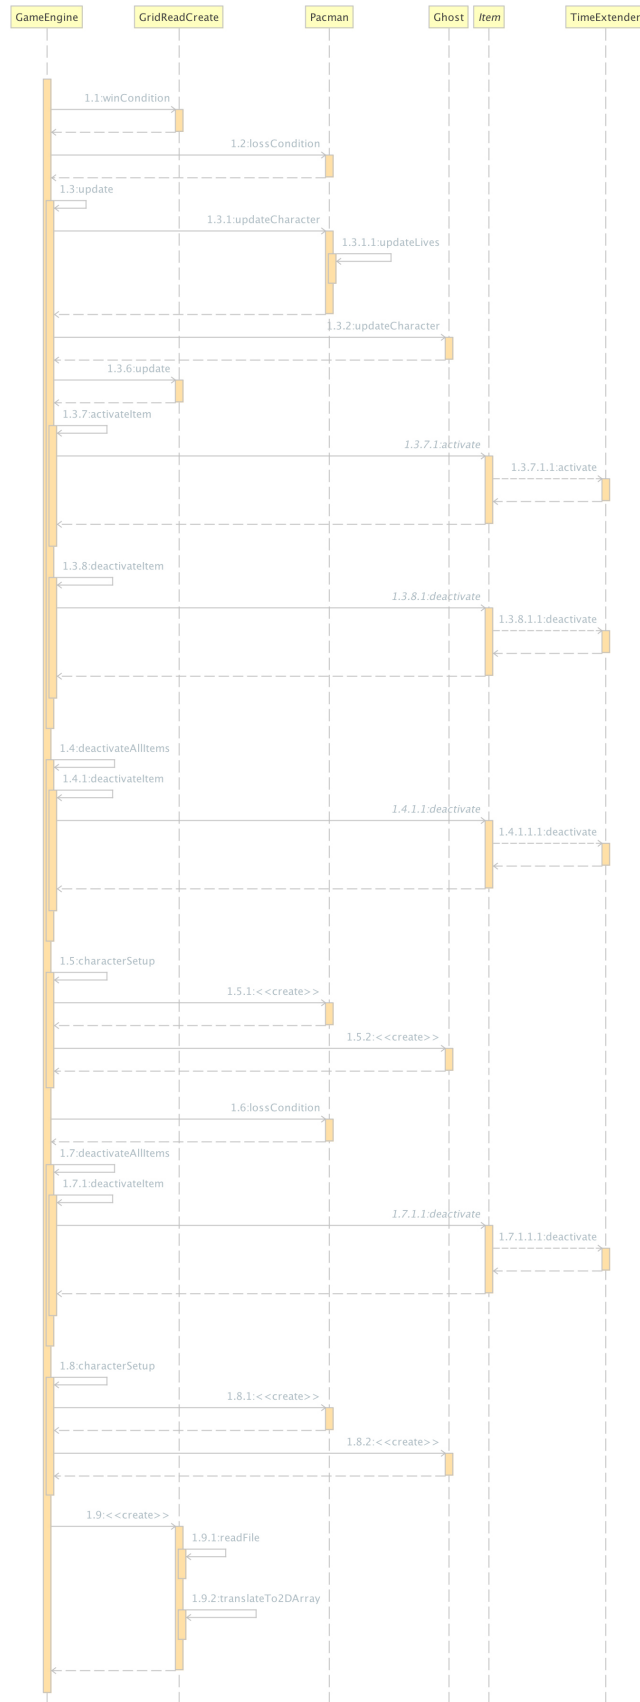 GameEngine
GridReadCreate
Pacman
Ghost
Item
TimeExtender
1.1:winCondition
1.2:lossCondition
1.3:update
1.3.1:updateCharacter
1.3.1.1:updateLives
1.3.2:updateCharacter
1.3.6:update
1.3.7:activateItem
1.3.7.1:activate
1.3.7.1.1:activate
1.3.8:deactivateItem
1.3.8.1:deactivate
1.3.8.1.1:deactivate
1.4:deactivateAllItems
1.4.1:deactivateItem
1.4.1.1:deactivate
1.4.1.1.1:deactivate
1.5:characterSetup
1.5.1:<<create>>
1.5.2:<<create>>
1.6:lossCondition
1.7:deactivateAllItems
1.7.1:deactivateItem
1.7.1.1:deactivate
1.7.1.1.1:deactivate
1.8:characterSetup
1.8.1:<<create>>
1.8.2:<<create>>
1.9:<<create>>
1.9.1:readFile
1.9.2:translateTo2DArray